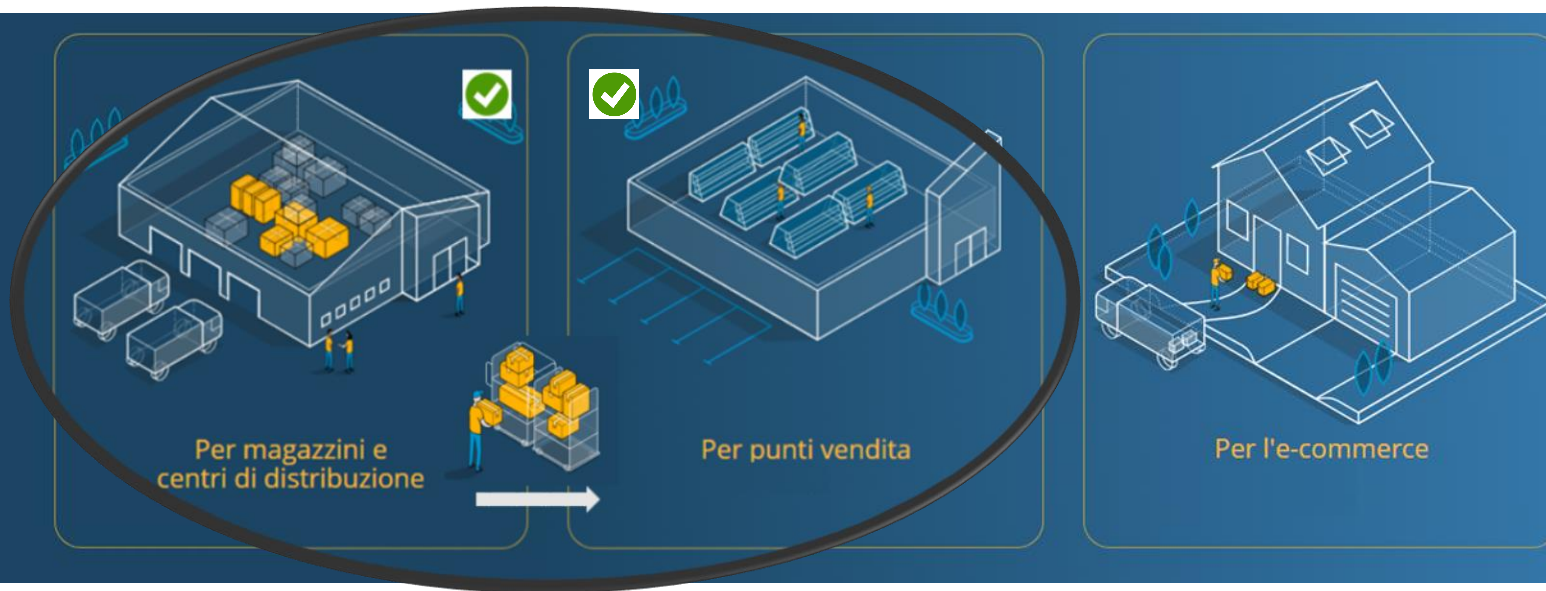 Per magazzini e
centri di distribuzione
Per punti vendita
Per l'e-commerce